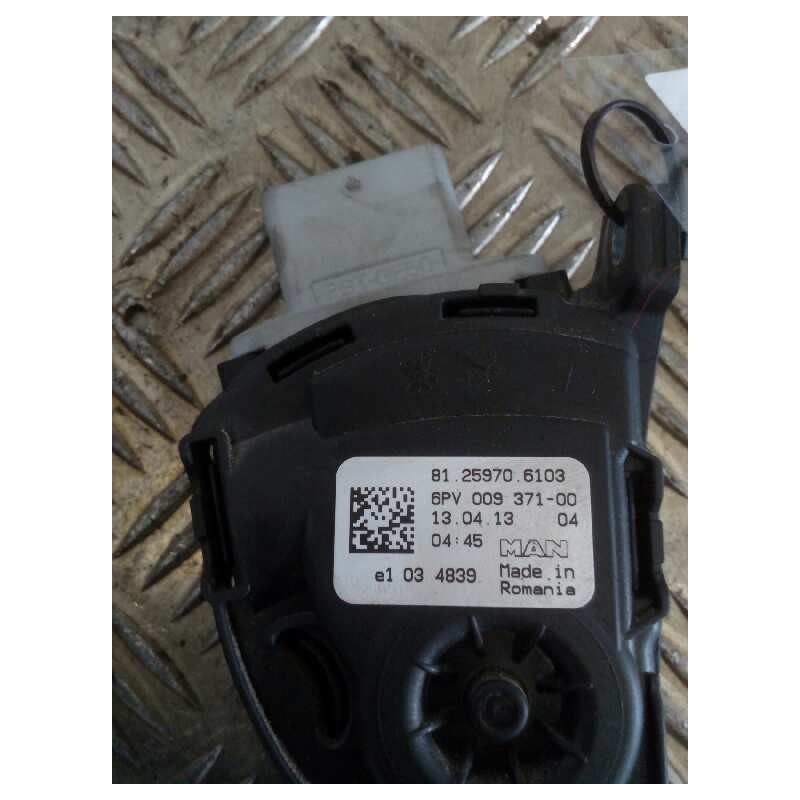 81.25970.6103
6PV 009 371-00
13.04.13 04
04:45 MAN
e1 03 4839 Made in
Romania